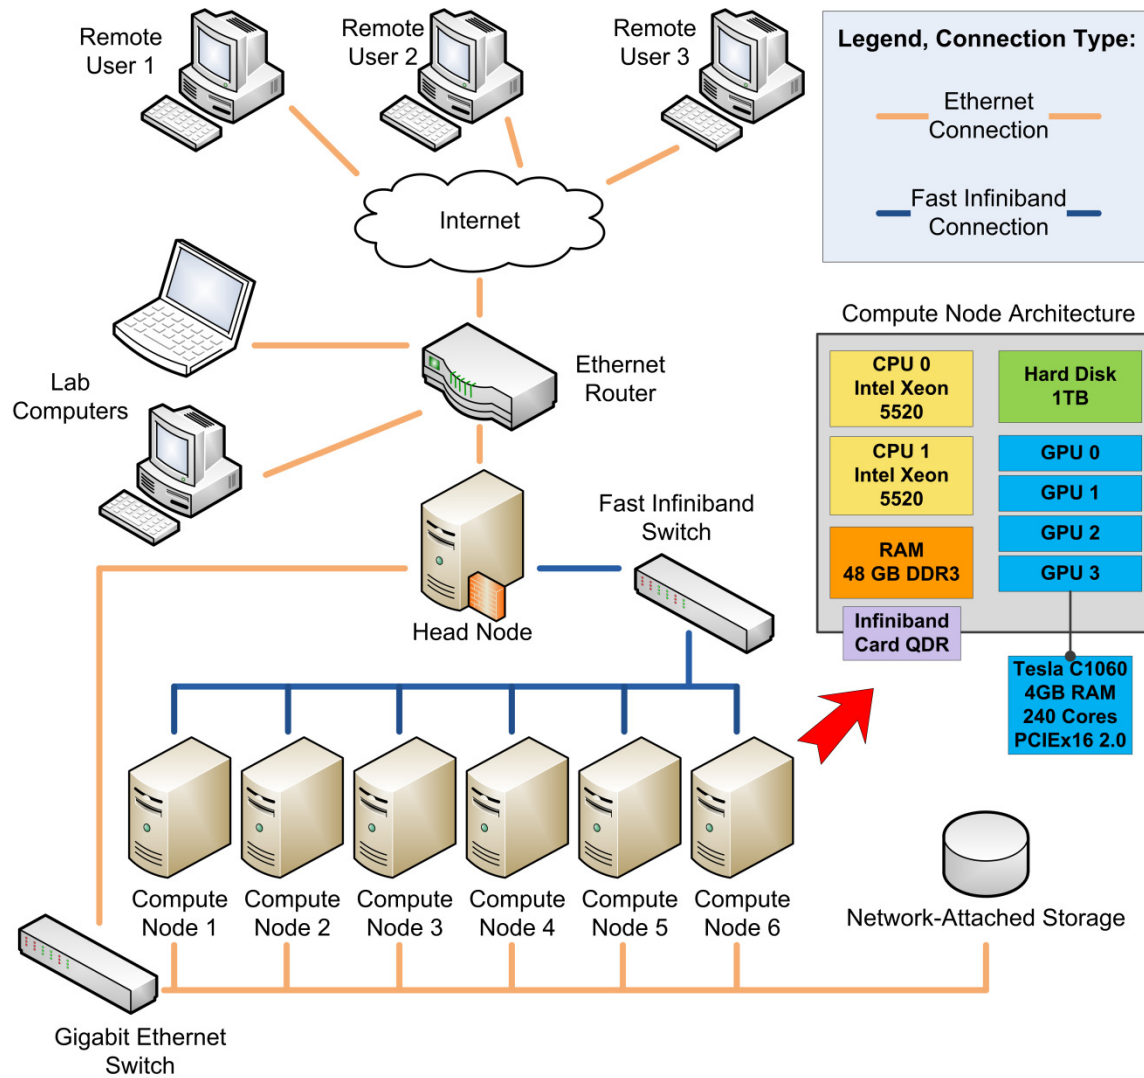 Remote
User 1
Remote
User 2
Remote
User 3
Legend, Connection Type:
Ethernet
Connection
Fast Infiniband
Connection
Internet
Lab
Computers
Ethernet
Router
Compute Node Architecture
CPU 0
Intel Xeon
5520
Hard Disk
1TB
CPU 1
Intel Xeon
5520
GPU 0
GPU 1
GPU 2
GPU 3
RAM
48 GB DDR3
Infiniband
Card QDR
Tesla C1060
4GB RAM
240 Cores
PCIEx16 2.0
Fast Infiniband
Switch
Head Node
Compute
Node 1
Compute
Node 2
Compute
Node 3
Compute
Node 4
Compute
Node 5
Compute
Node 6
Network-Attached Storage
Gigabit Ethernet
Switch